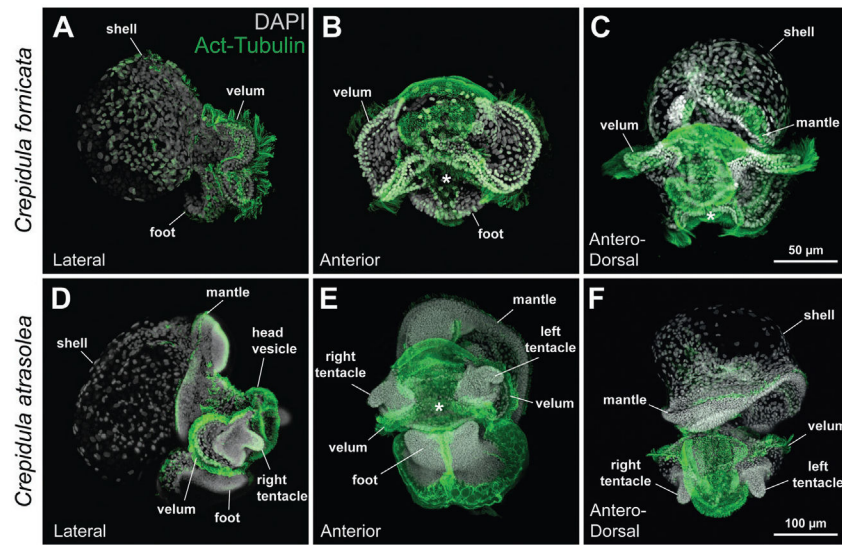 Crepidula fornicata
A
DAPI
Act-Tubulin
shell
velum
foot
Lateral
B
velum
*
foot
Anterior
C
shell
velum
mantle
*
Antero-
Dorsal
50 µm
Crepidula atrasolea
D
mantle
shell
head
vesicle
velum
foot
right
tentacle
Lateral
E
mantle
left
tentacle
right
tentacle
*
velum
velum
foot
Anterior
F
shell
mantle
velum
right
tentacle
left
tentacle
Antero-
Dorsal
100 µm